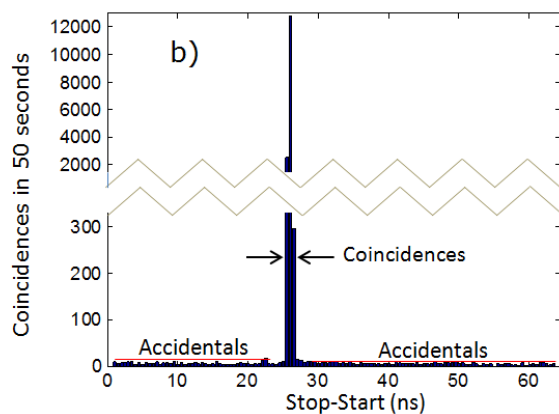 b)
Coincidences in 50 seconds
12000
10000
8000
6000
4000
2000
300
200
100
0
Coincidences
Accidentals
Accidentals
0 10 20 30 40 50 60
Stop-Start (ns)